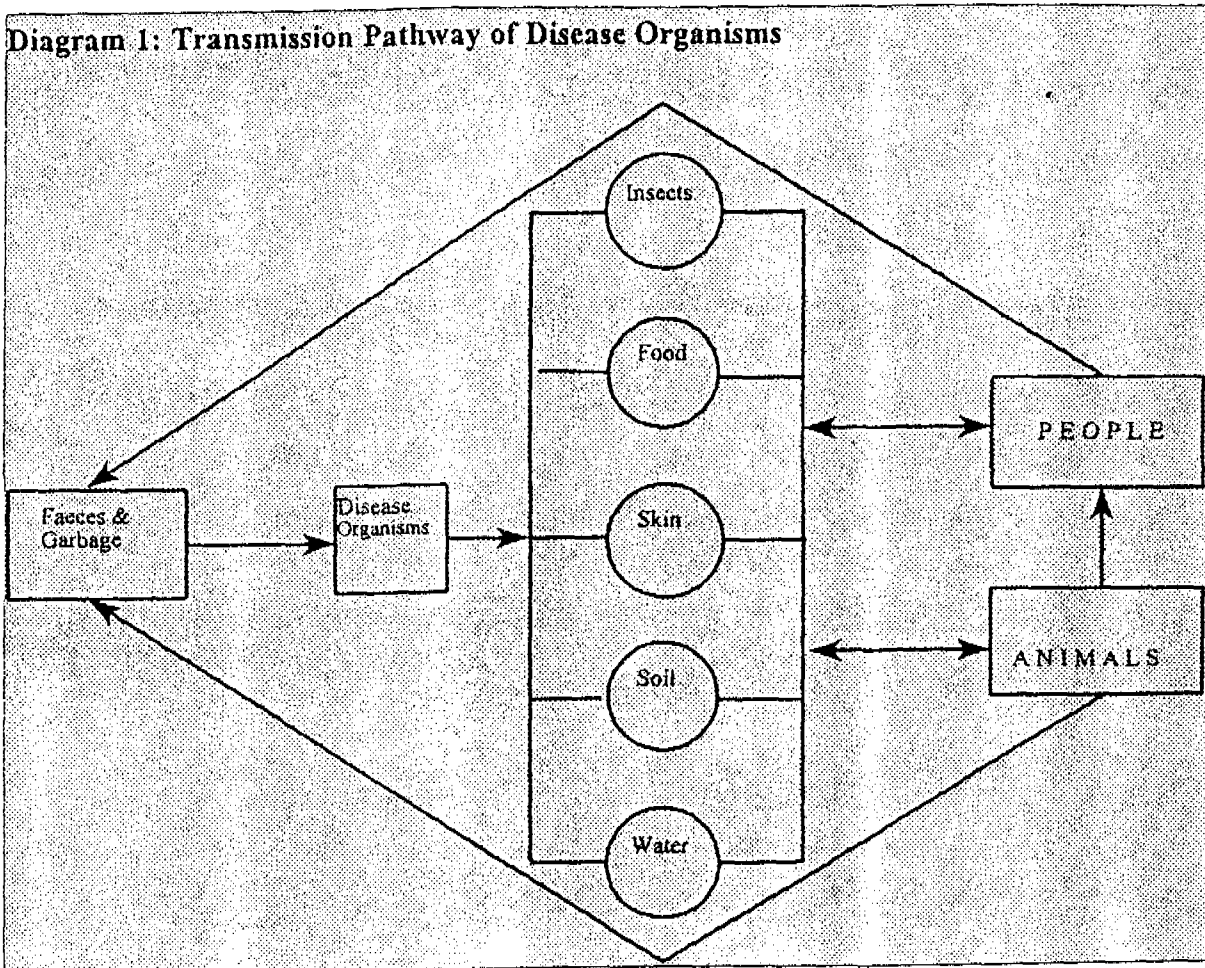 Diagram 1: Transmission Pathway of Disease Organisms
Insects
Food
PEOPLE
Faeces &
Garbage
Disease
Organisms
Skin
Soil
ANIMALS
Water